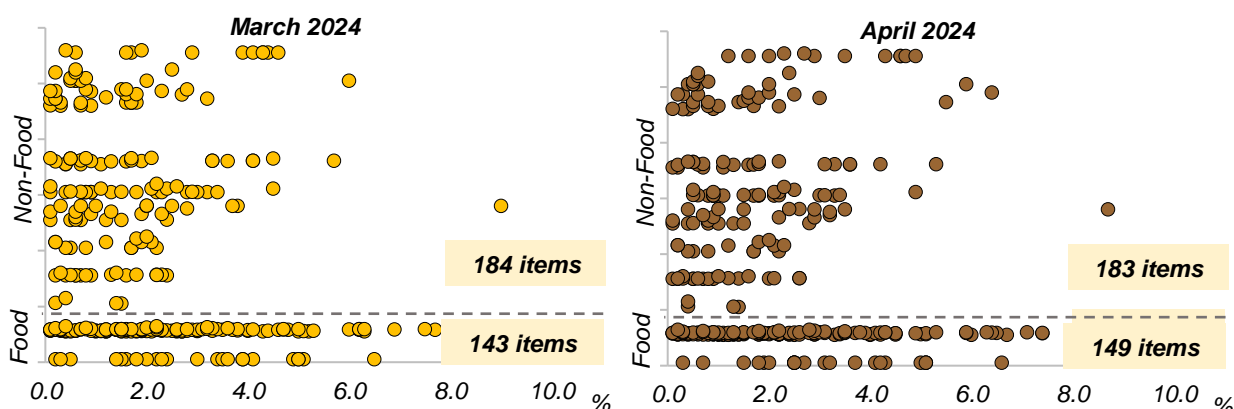 March 2024
Non-Food
184 items
Food
143 items
0.0 2.0 4.0 6.0 8.0 10.0 %
April 2024
Non-Food
183 items
Food
149 items
0.0 2.0 4.0 6.0 8.0 10.0 %